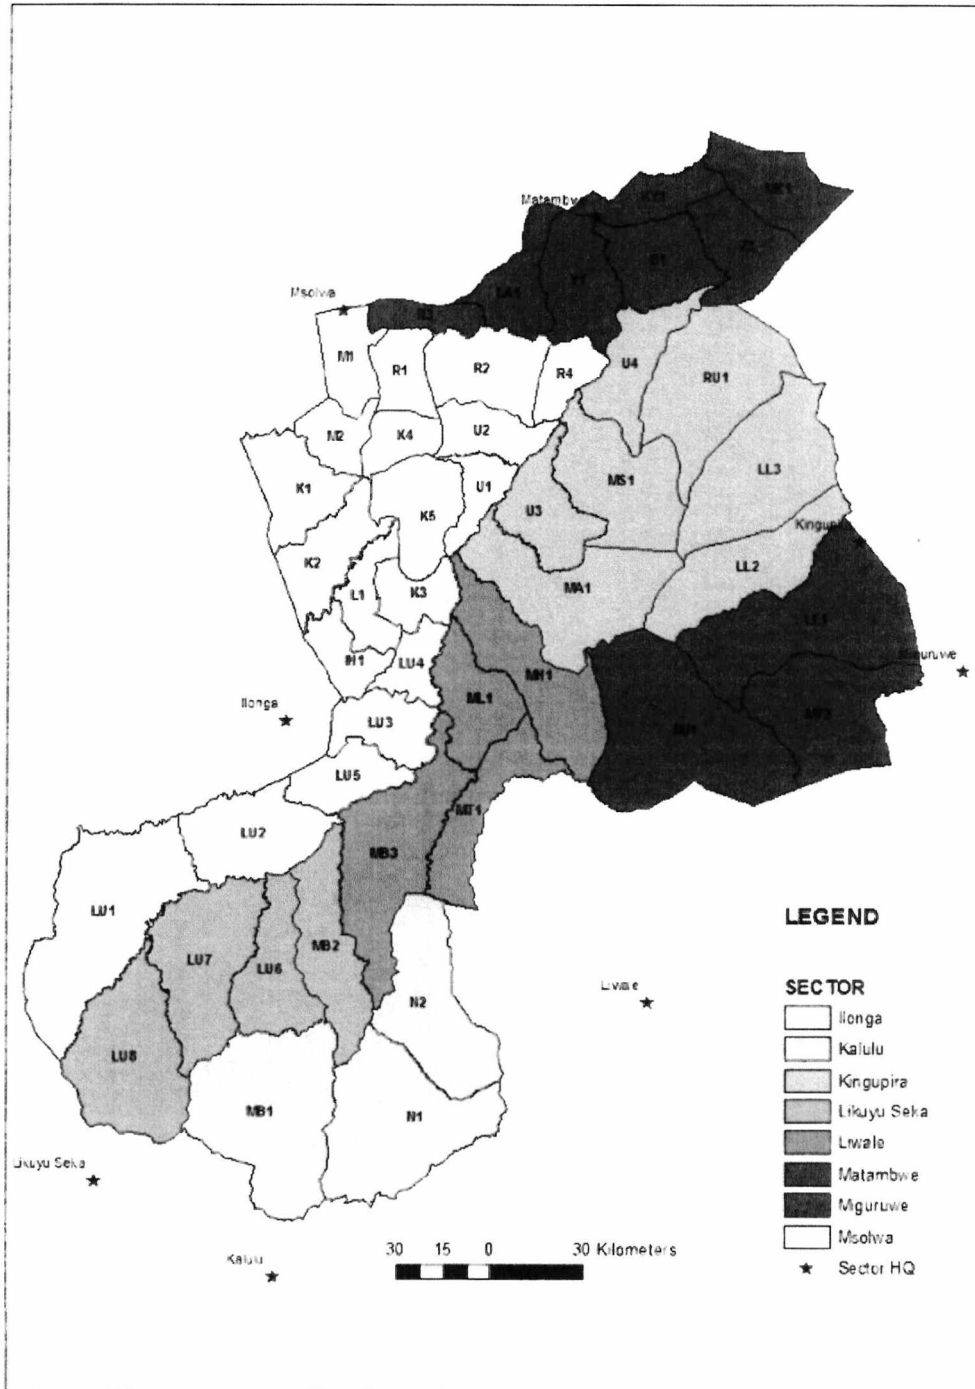 Matambwe
Msolwa
M1
R1
R2
R4
U4
RU1
M2
K4
U2
K1
K5
U1
U3
MS1
LL3
K2
L1
K3
MA1
LL2
IH1
LU4
ML1
MH1
Ilonga
LU3
LU5
LU2
MB3
MT1
LU1
LU7
LU6
MB2
N2
LU8
MB1
N1
Liwale
Likuyu Seka
Kalulu
30 15 0 30 Kilometers
LEGEND
SECTOR
Ilonga
Kalulu
Kingupira
Likuyu Seka
Liwale
Matambwe
Miguruwe
Msolwa
Sector HQ